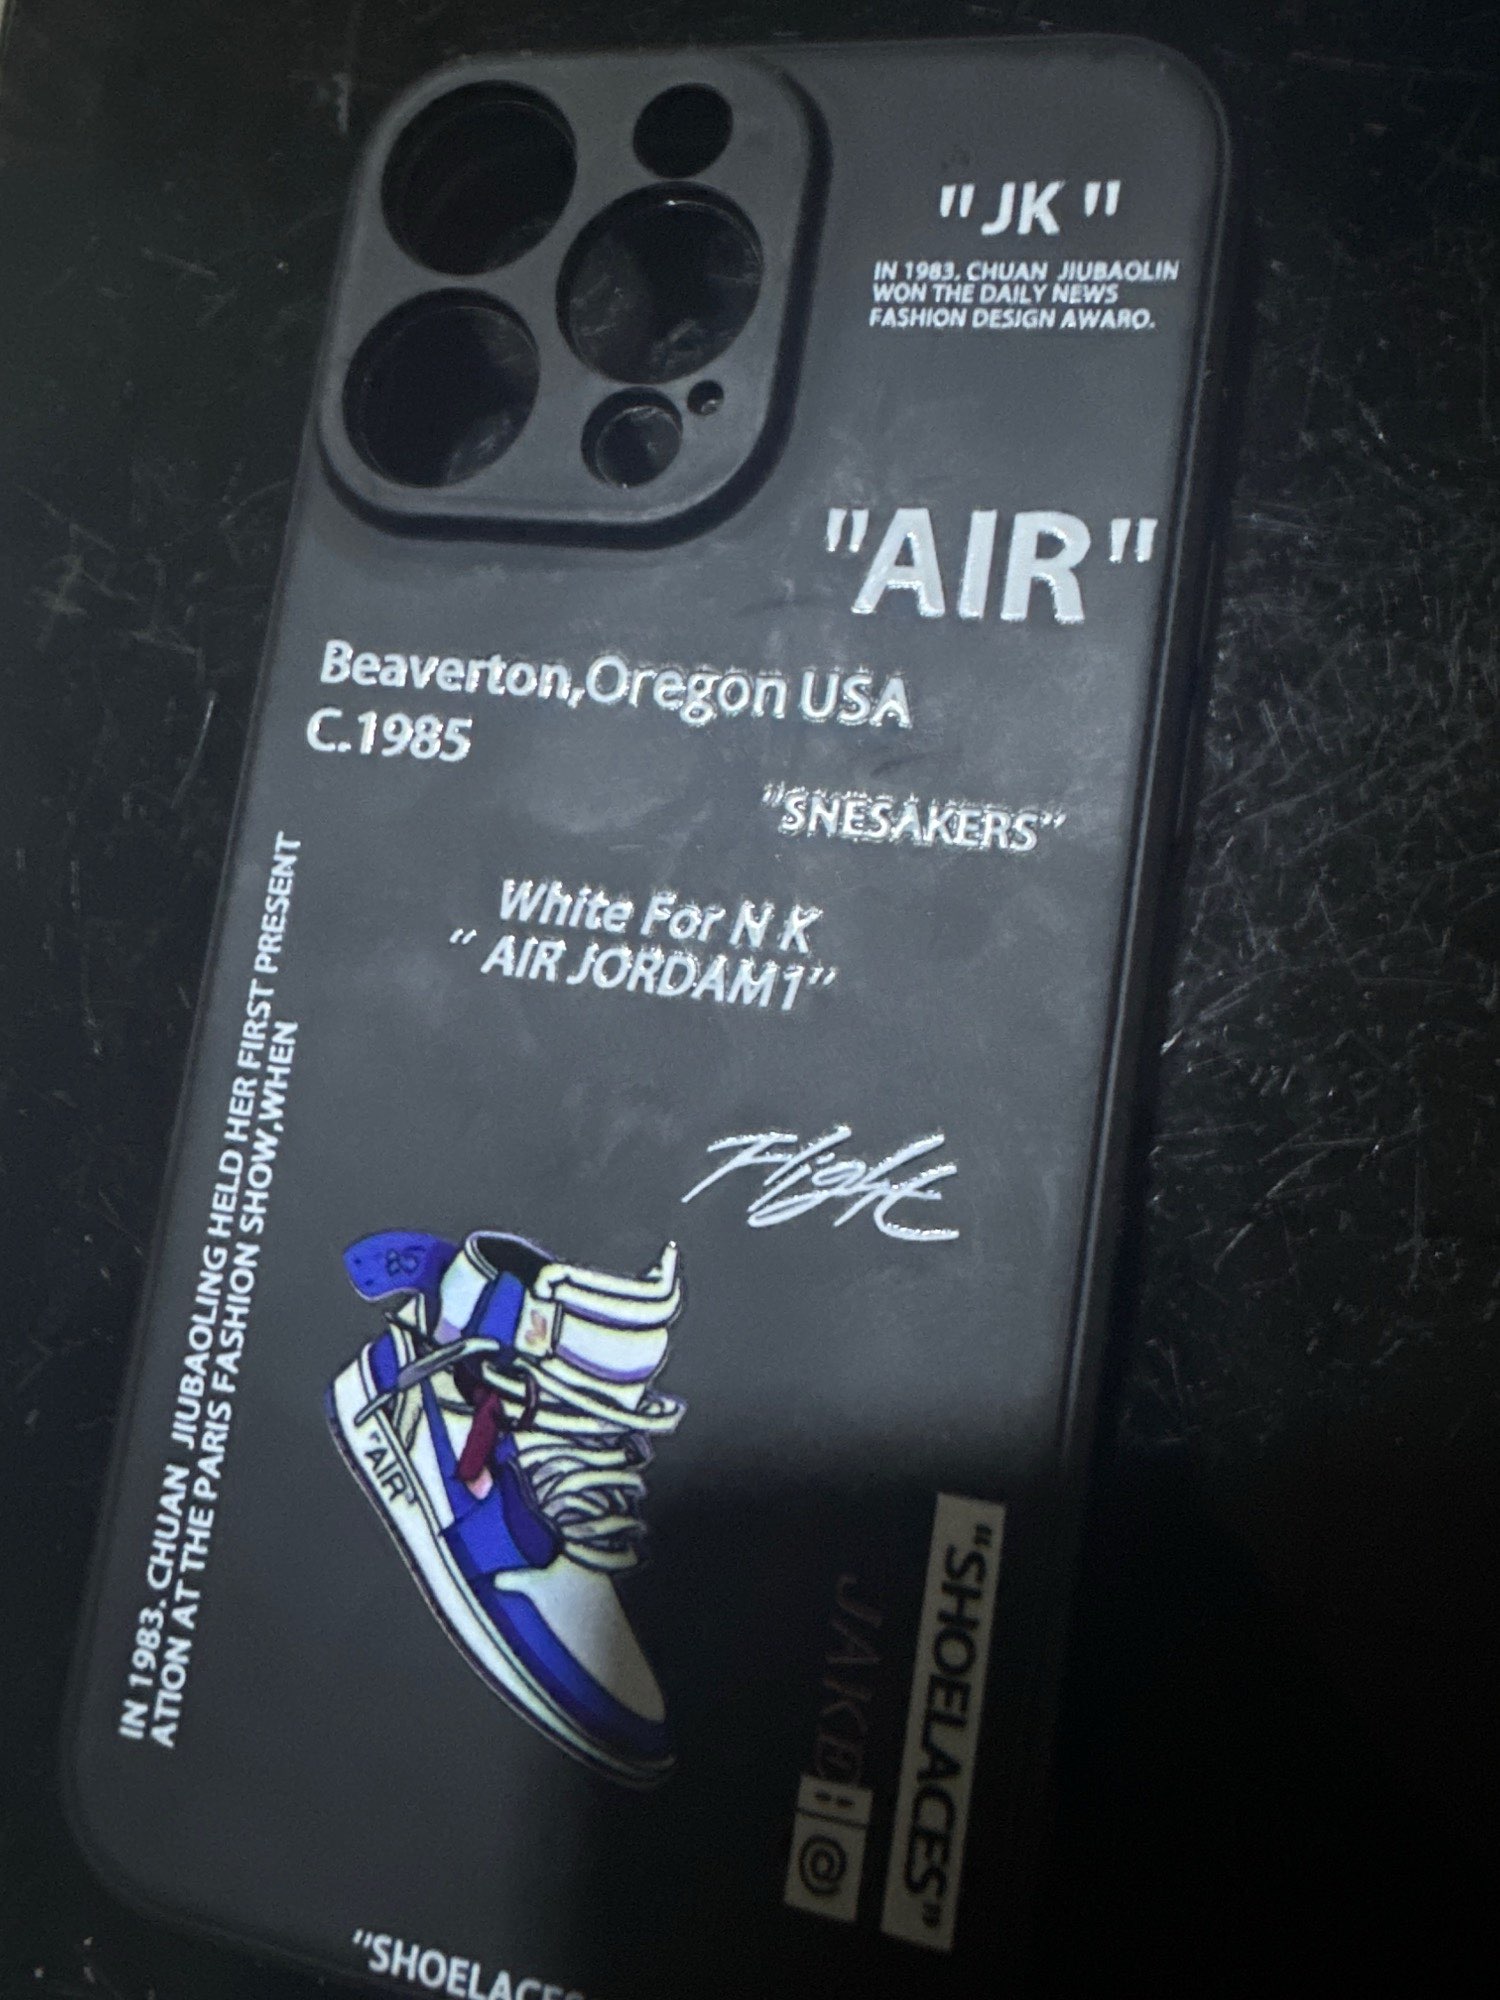 "JK"
IN 1983. CHUAN JIUBAOLIN
WON THE DAILY NEWS
FASHION DESIGN AWARO.
"AIR"
Beaverton,Oregon USA
C.1985
"SNESAKERS"
White For N K
"AIR JORDAM1"
Flight
IN 1983. CHUAN JIUBAOLING HELD HER FIRST PRESENT
ATION AT THE PARIS FASHION SHOW,WHEN
85
"AIR"
JAKE
@
"SHOELACES"
"SHOELACES